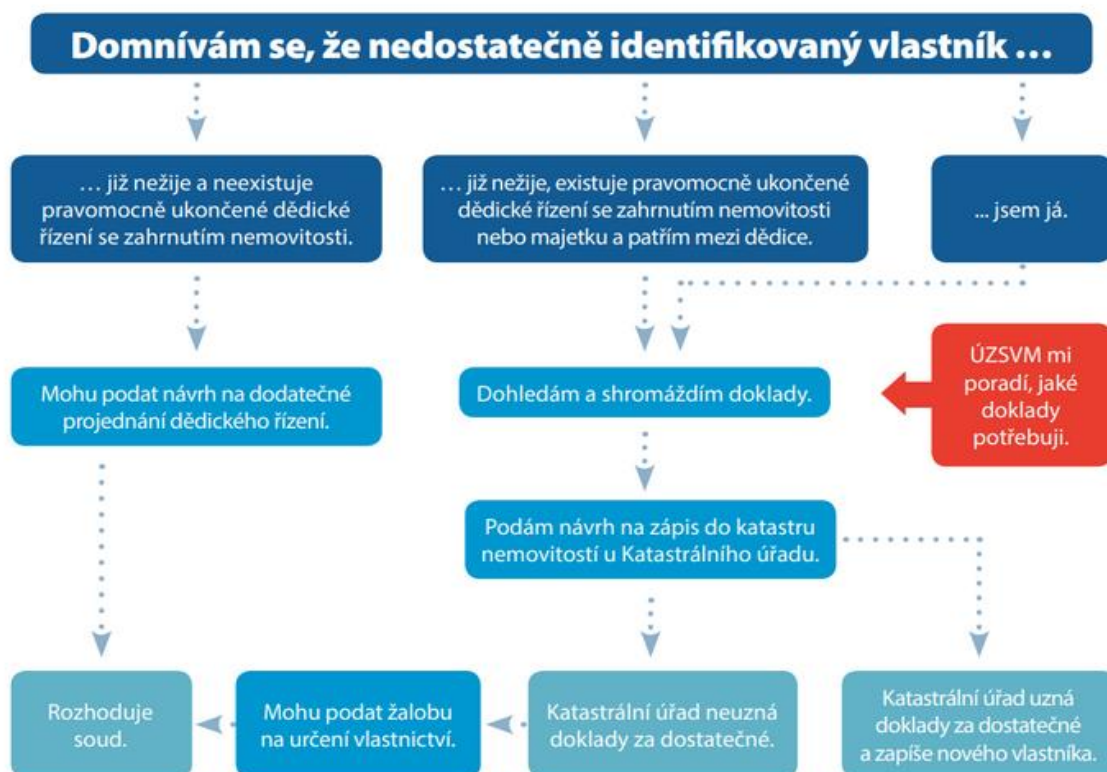 Domnívám se, že nedostatečně identifikovaný vlastník …
… již nežije a neexistuje
pravomocně ukončené dědické
řízení se zahrnutím nemovitosti.
… již nežije, existuje pravomocně ukončené
dědické řízení se zahrnutím nemovitosti
nebo majetku a patřím mezi dědice.
... jsem já.
Mohu podat návrh na dodatečné
projednání dědického řízení.
Dohledám a shromáždím doklady.
ÚZSVM mi
poradí, jaké
doklady
potřebuji.
Podám návrh na zápis do katastru
nemovitostí u Katastrálního úřadu.
Rozhoduje
soud.
Mohu podat žalobu
na určení vlastnictví.
Katastrální úřad neuzná
doklady za dostatečné.
Katastrální úřad uzná
doklady za dostatečné
a zapíše nového vlastníka.